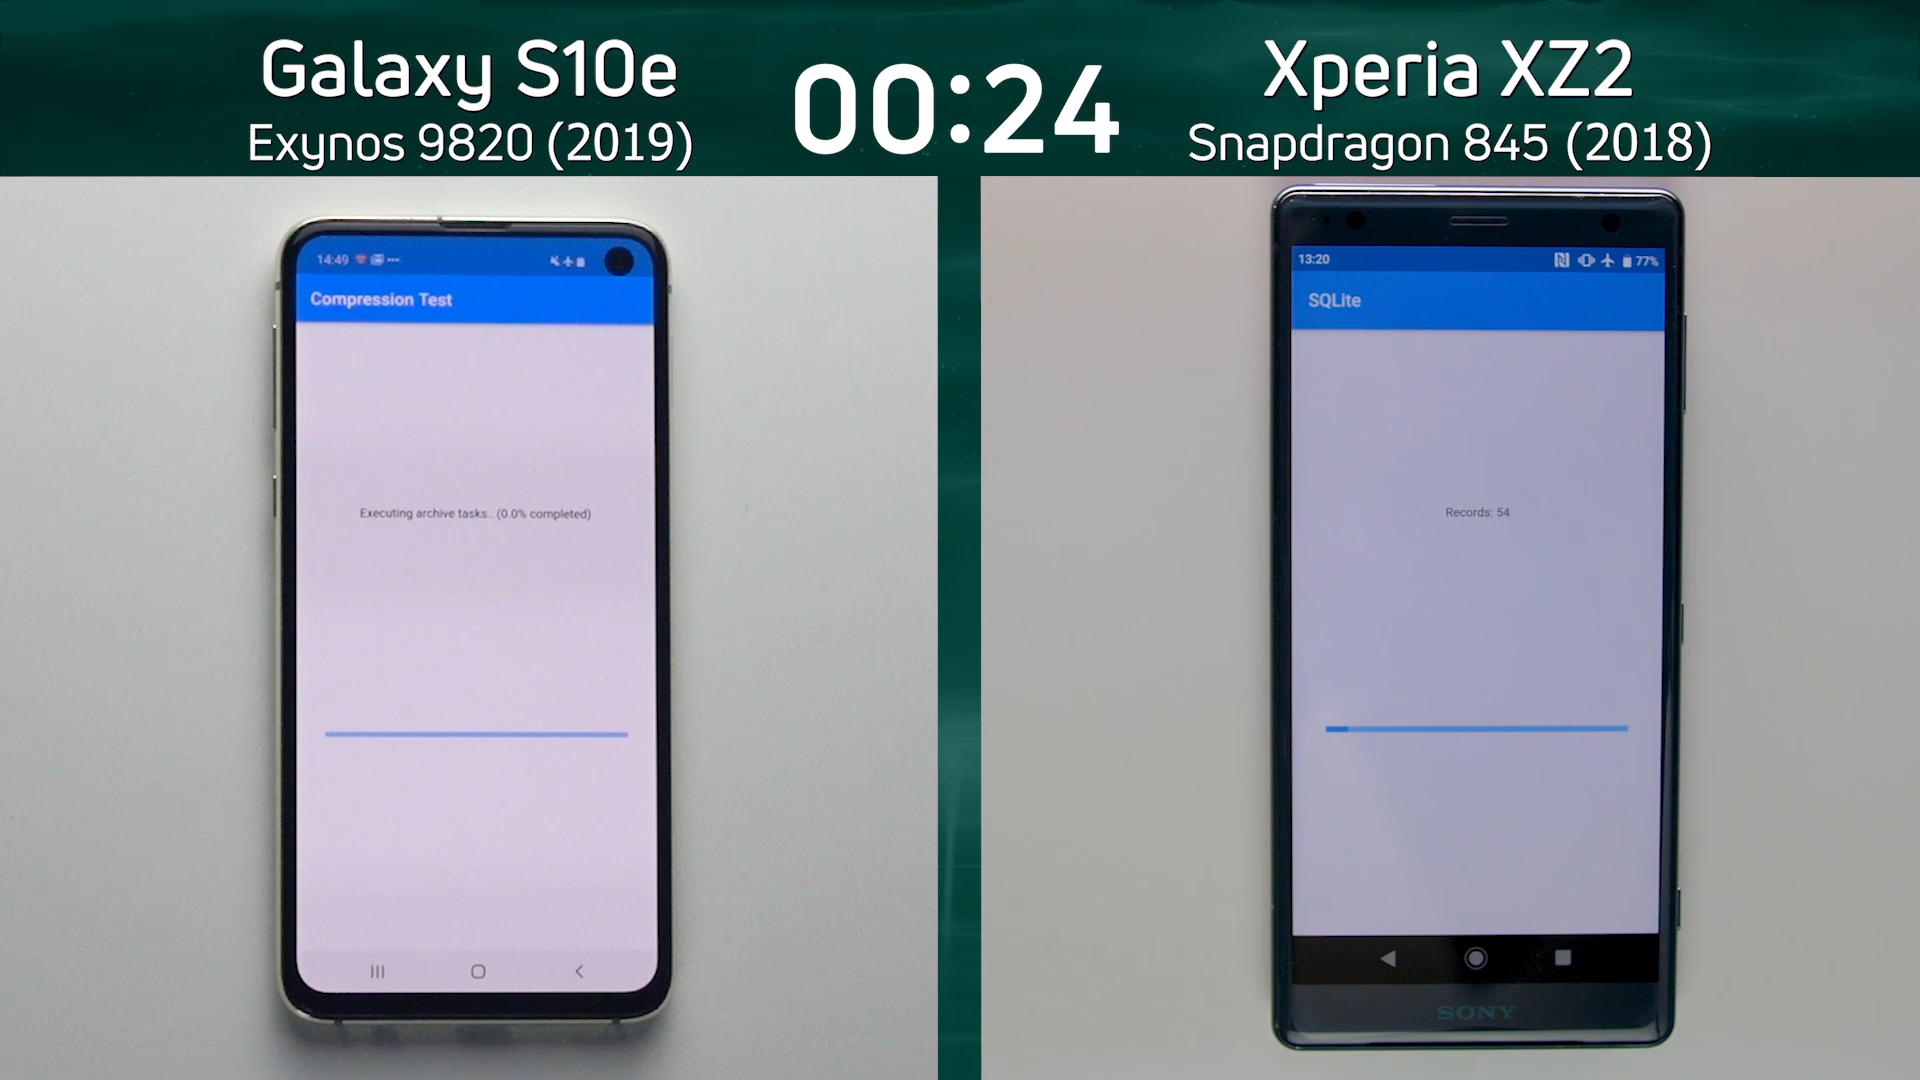 Galaxy S10e
Exynos 9820 (2019)
00:24
Xperia XZ2
Snapdragon 845 (2018)
14:49
Compression Test
Executing archive tasks.. (0.0% completed)
13:20
77%
SQLite
Records: 54
SONY